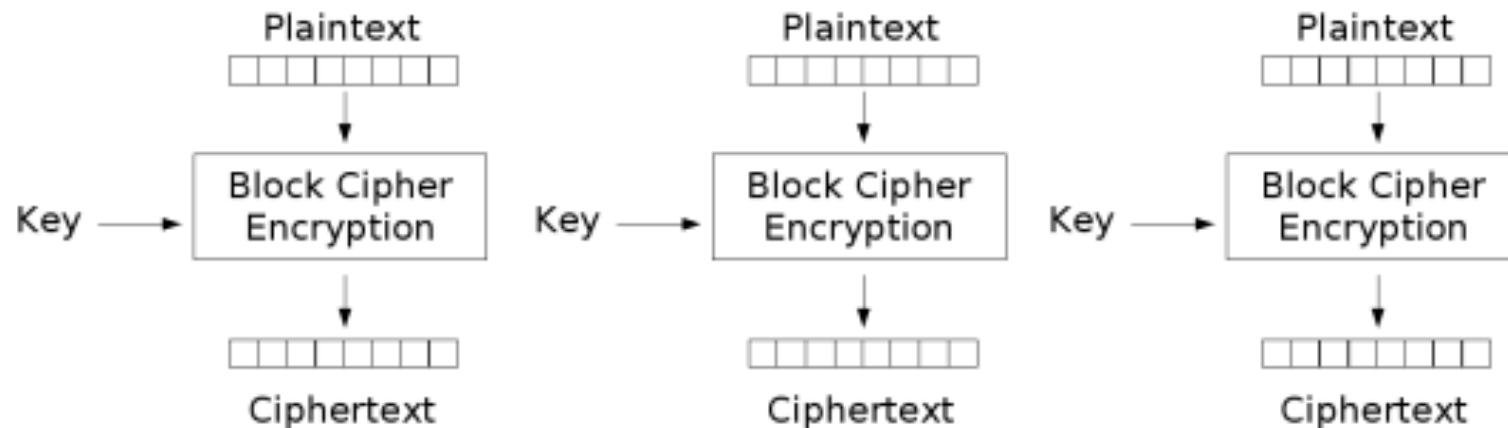 Plaintext
Plaintext
Plaintext
Block Cipher
Encryption
Block Cipher
Encryption
Block Cipher
Encryption
Key
Key
Key
Ciphertext
Ciphertext
Ciphertext